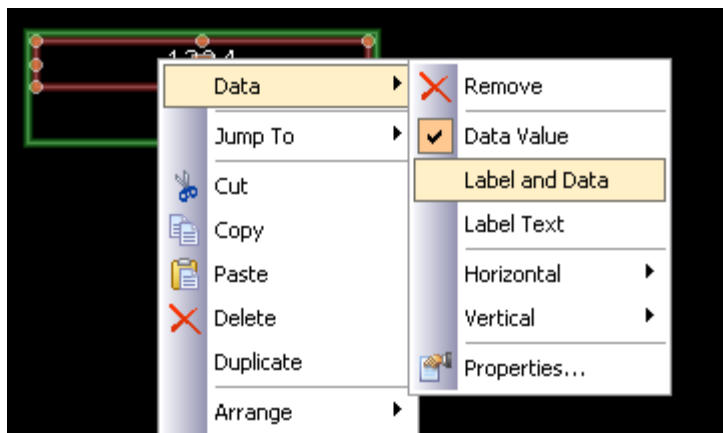 Data
Jump To
Cut
Copy
Paste
Delete
Duplicate
Arrange
Remove
Data Value
Label and Data
Label Text
Horizontal
Vertical
Properties...